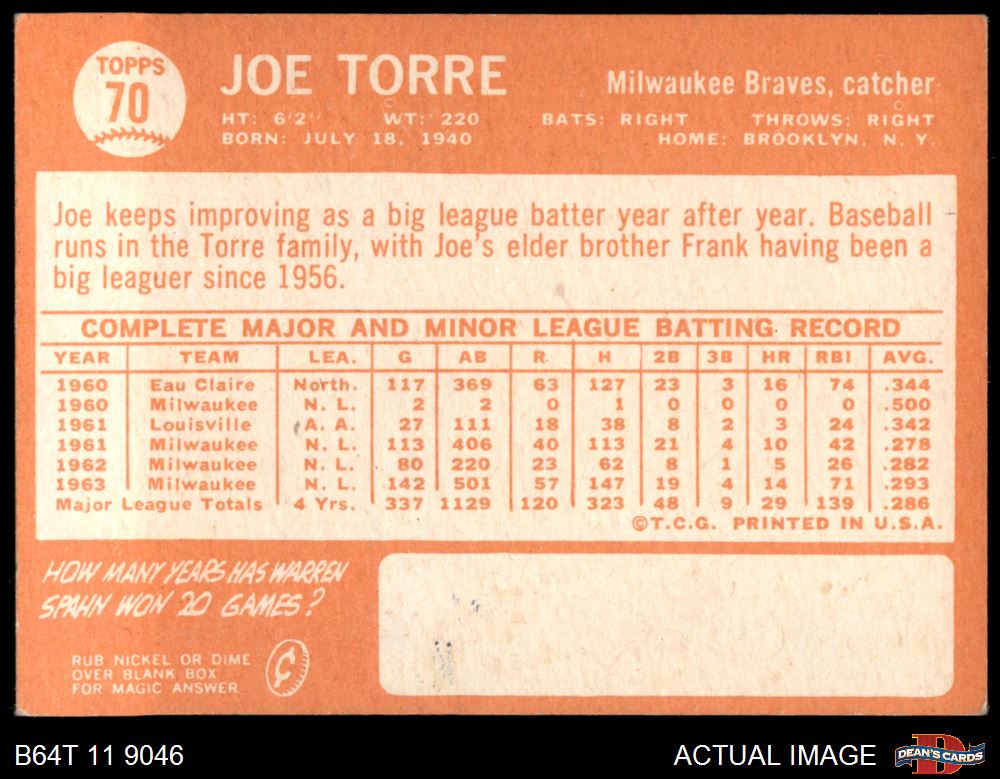 TOPPS
70
JOE TORRE
Milwaukee Braves, catcher
HT: 6'2" WT: 220 BATS: RIGHT THROWS: RIGHT
BORN: JULY 18, 1940 HOME: BROOKLYN, N. Y.
Joe keeps improving as a big league batter year after year. Baseball
runs in the Torre family, with Joe's elder brother Frank having been a
big leaguer since 1956.
COMPLETE MAJOR AND MINOR LEAGUE BATTING RECORD
YEAR TEAM LEA. G AB R H 2B 3B HR RBI AVG.
1960 Eau Claire North. 117 369 63 127 23 3 16 74 .344
1960 Milwaukee N. L. 2 2 0 1 0 0 0 0 .500
1961 Louisville A. A. 27 111 18 38 8 2 3 24 .342
1961 Milwaukee N. L. 113 406 40 113 21 4 10 42 .278
1962 Milwaukee N. L. 80 220 23 62 8 1 5 26 .282
1963 Milwaukee N. L. 142 501 57 147 19 4 14 71 .293
Major League Totals 4 Yrs. 337 1129 120 323 48 9 29 139 .286
©T.C.G. PRINTED IN U.S.A.
HOW MANY YEARS HAS WARREN
SPAHN WON 20 GAMES?
RUB NICKEL OR DIME
OVER BLANK BOX
FOR MAGIC ANSWER
¢
B64T 11 9046
ACTUAL IMAGE
DEAN'S CARDS